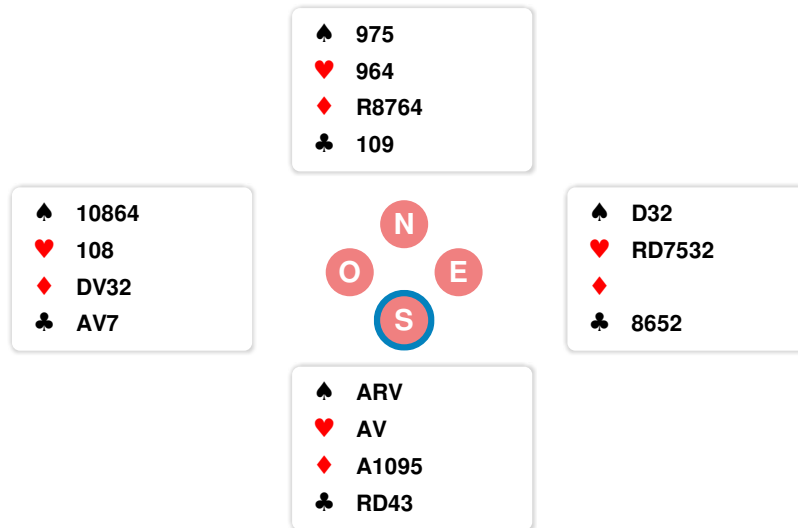 ♠ 975
♥ 964
♦ R8764
♣ 109
♠ 10864
♥ 108
♦ DV32
♣ AV7
N
O E
S
♠ D32
♥ RD7532
♦
♣ 8652
♠ ARV
♥ AV
♦ A1095
♣ RD43